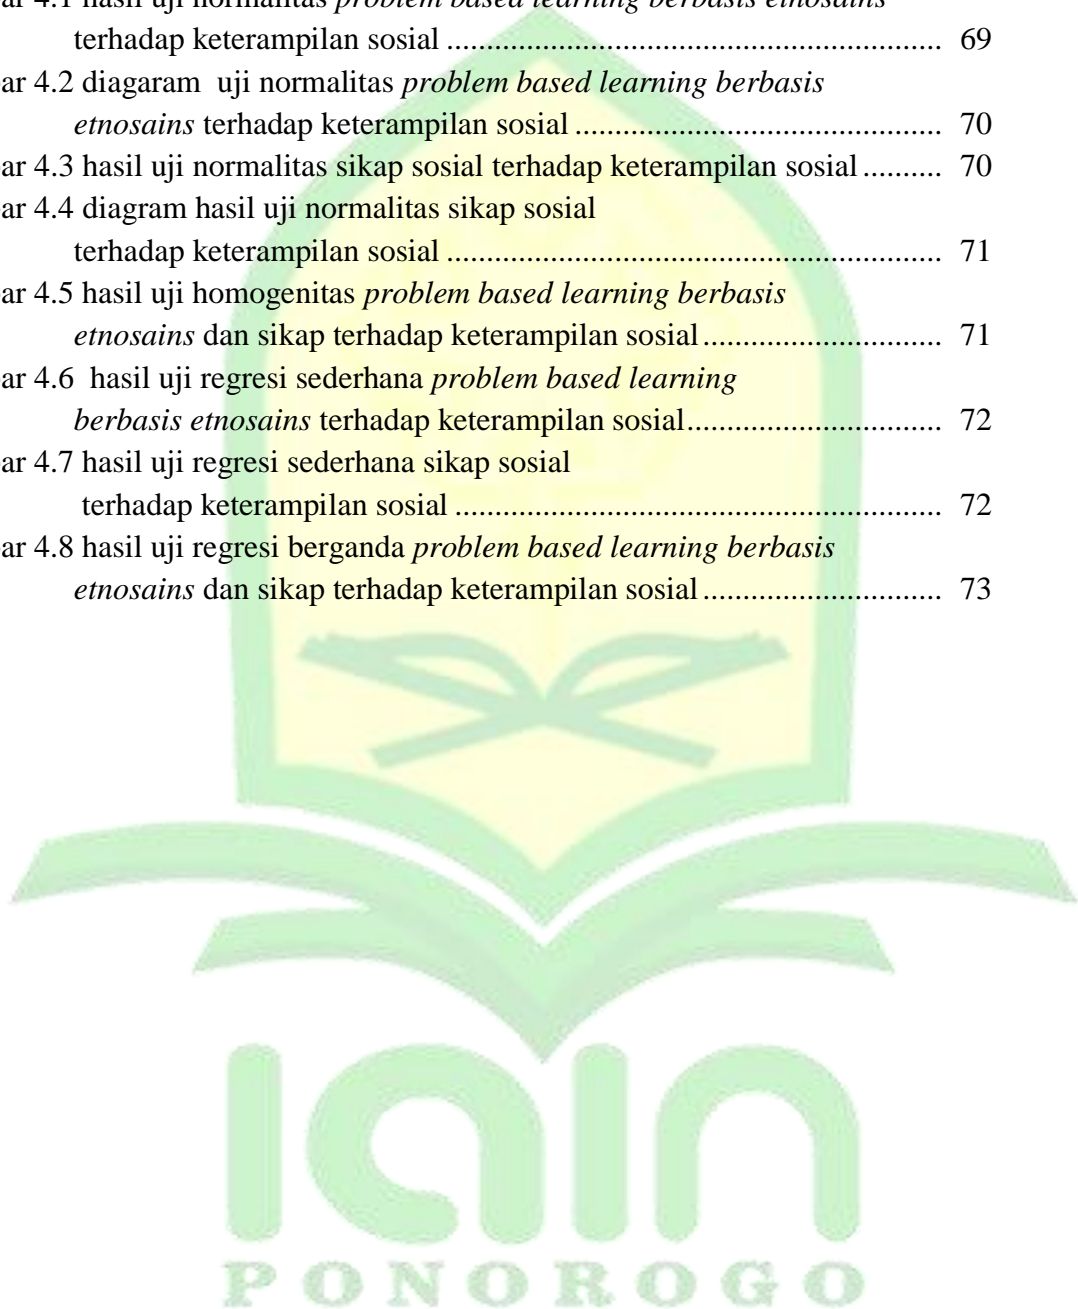 ar 4.1 hasil uji normalitas problem based learning berbasis etnosains
terhadap keterampilan sosial ............................................................... 69
ar 4.2 diagaram uji normalitas problem based learning berbasis
etnosains terhadap keterampilan sosial ............................................... 70
ar 4.3 hasil uji normalitas sikap sosial terhadap keterampilan sosial .......... 70
ar 4.4 diagram hasil uji normalitas sikap sosial
terhadap keterampilan sosial ............................................................... 71
ar 4.5 hasil uji homogenitas problem based learning berbasis
etnosains dan sikap terhadap keterampilan sosial .............................. 71
ar 4.6 hasil uji regresi sederhana problem based learning
berbasis etnosains terhadap keterampilan sosial ................................ 72
ar 4.7 hasil uji regresi sederhana sikap sosial
terhadap keterampilan sosial .............................................................. 72
ar 4.8 hasil uji regresi berganda problem based learning berbasis
etnosains dan sikap terhadap keterampilan sosial .............................. 73
IAIN
PONOROGO